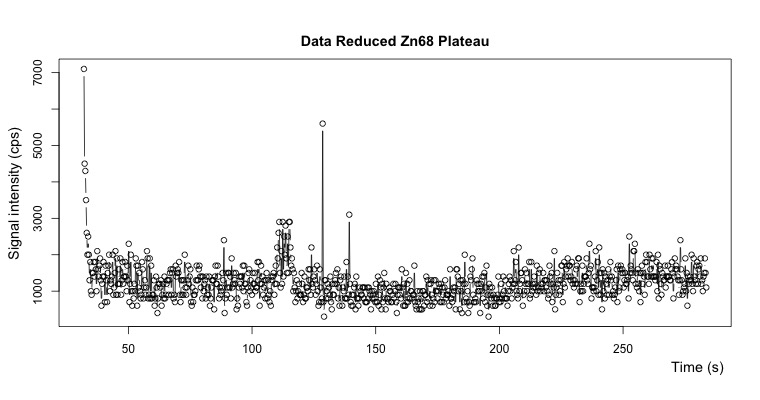 Data Reduced Zn68 Plateau
Signal intensity (cps)
7000
5000
3000
1000
50 100 150 200 250
Time (s)